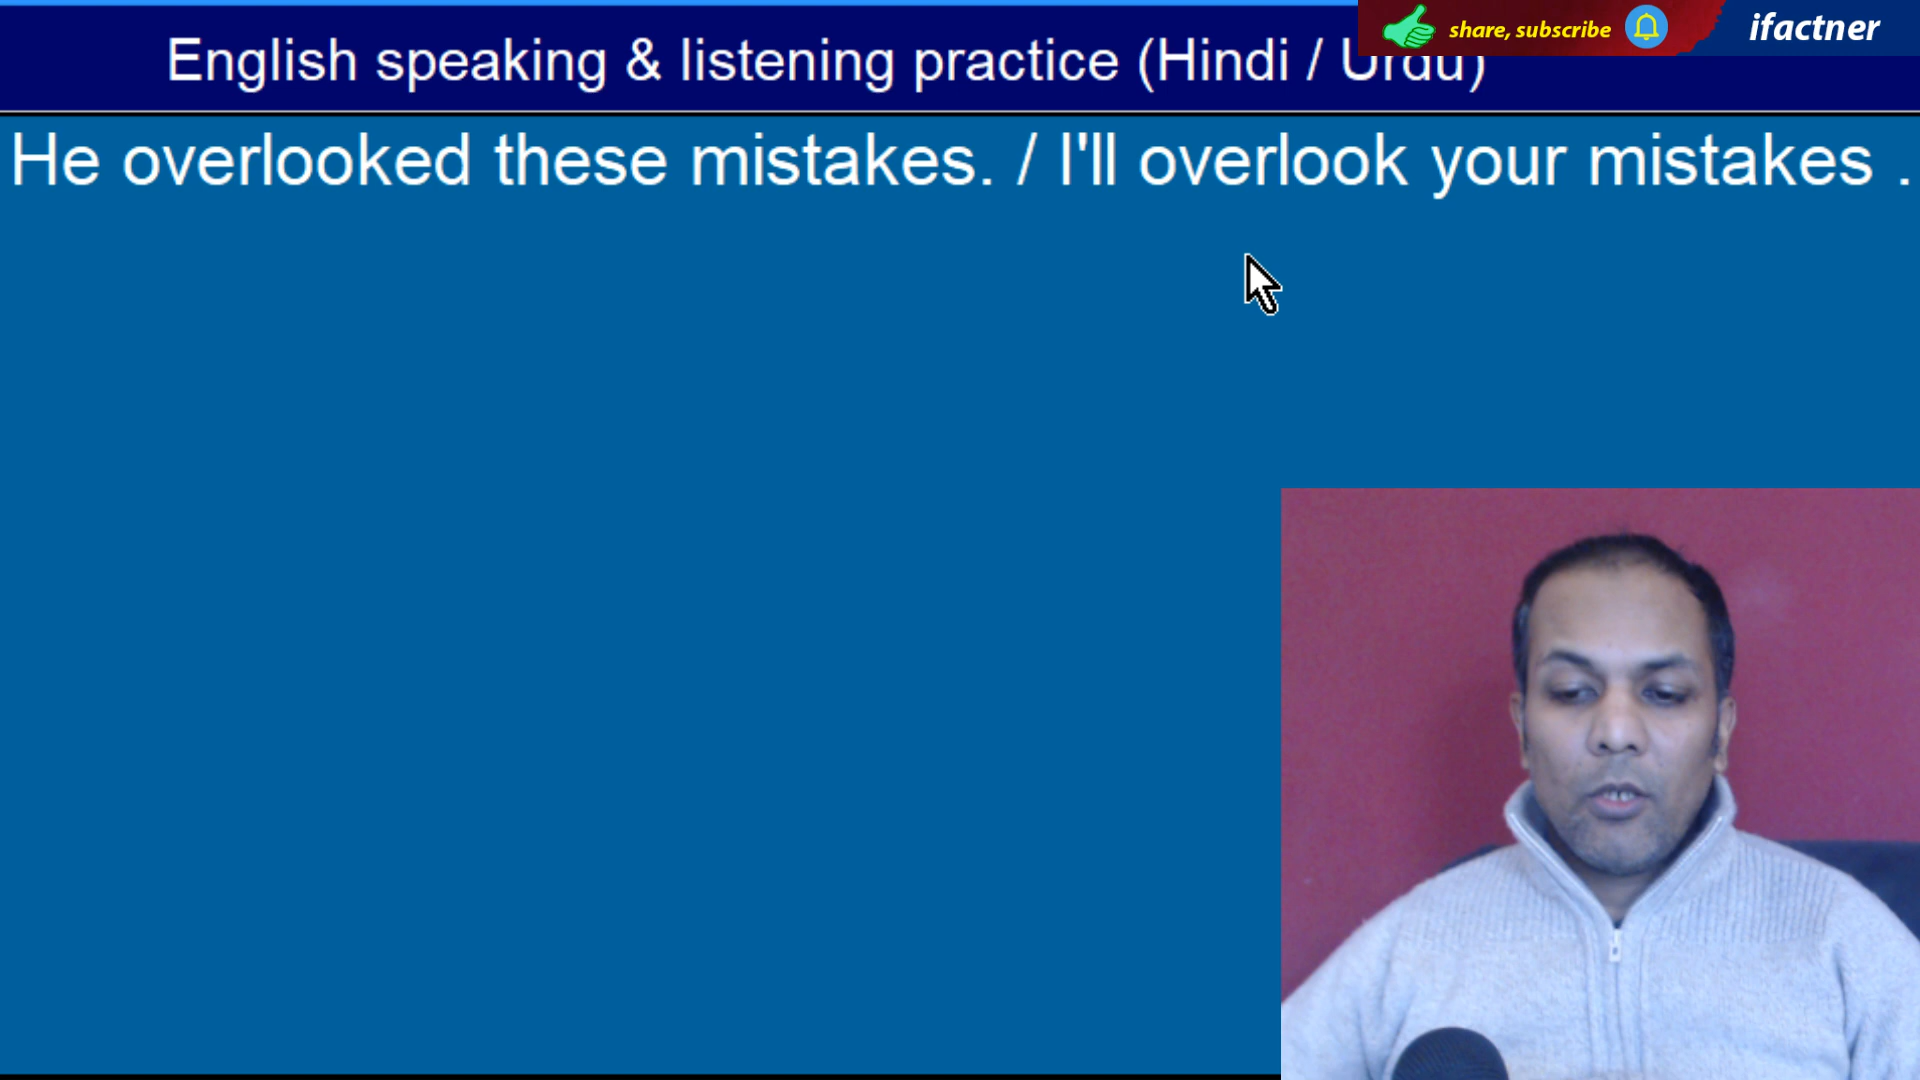 share, subscribe
ifactner
English speaking & listening practice (Hindi / Urdu)
He overlooked these mistakes. / I'll overlook your mistakes .